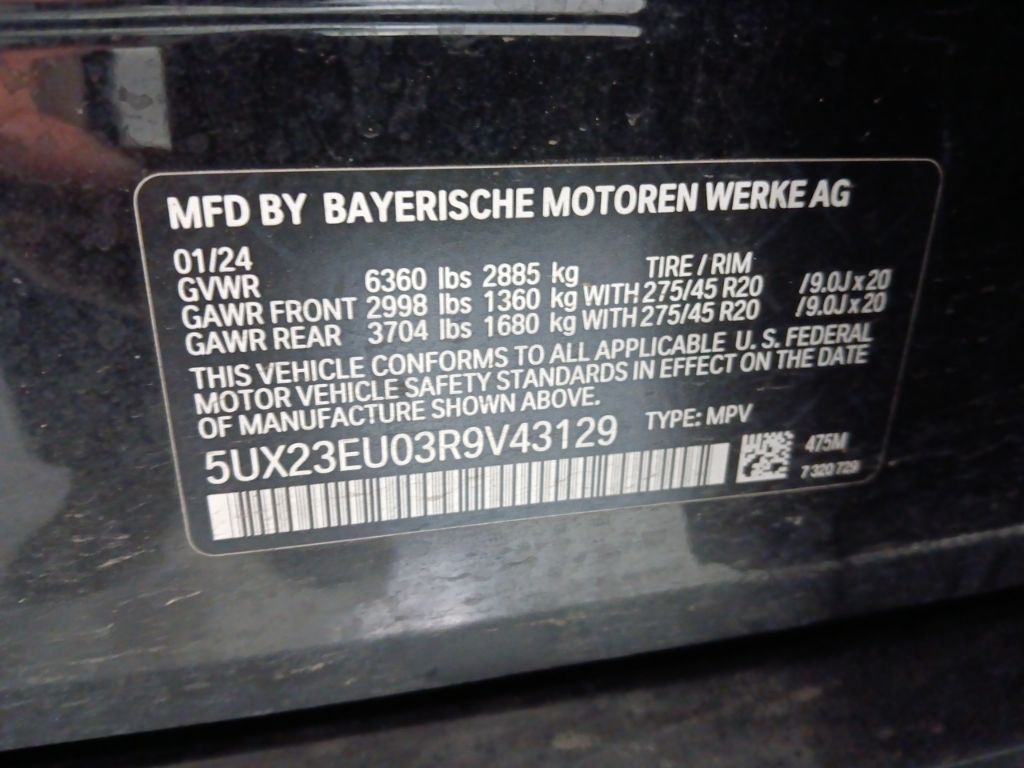 MFD BY BAYERISCHE MOTOREN WERKE AG
01/24 TIRE / RIM
GVWR 6360 lbs 2885 kg
GAWR FRONT 2998 lbs 1360 kg WITH 275/45 R20 /9.0J x 20
GAWR REAR 3704 lbs 1680 kg WITH 275/45 R20 /9.0J x 20
THIS VEHICLE CONFORMS TO ALL APPLICABLE U. S. FEDERAL
MOTOR VEHICLE SAFETY STANDARDS IN EFFECT ON THE DATE
OF MANUFACTURE SHOWN ABOVE.
5UX23EU03R9V43129 TYPE: MPV
475M
7 320 729